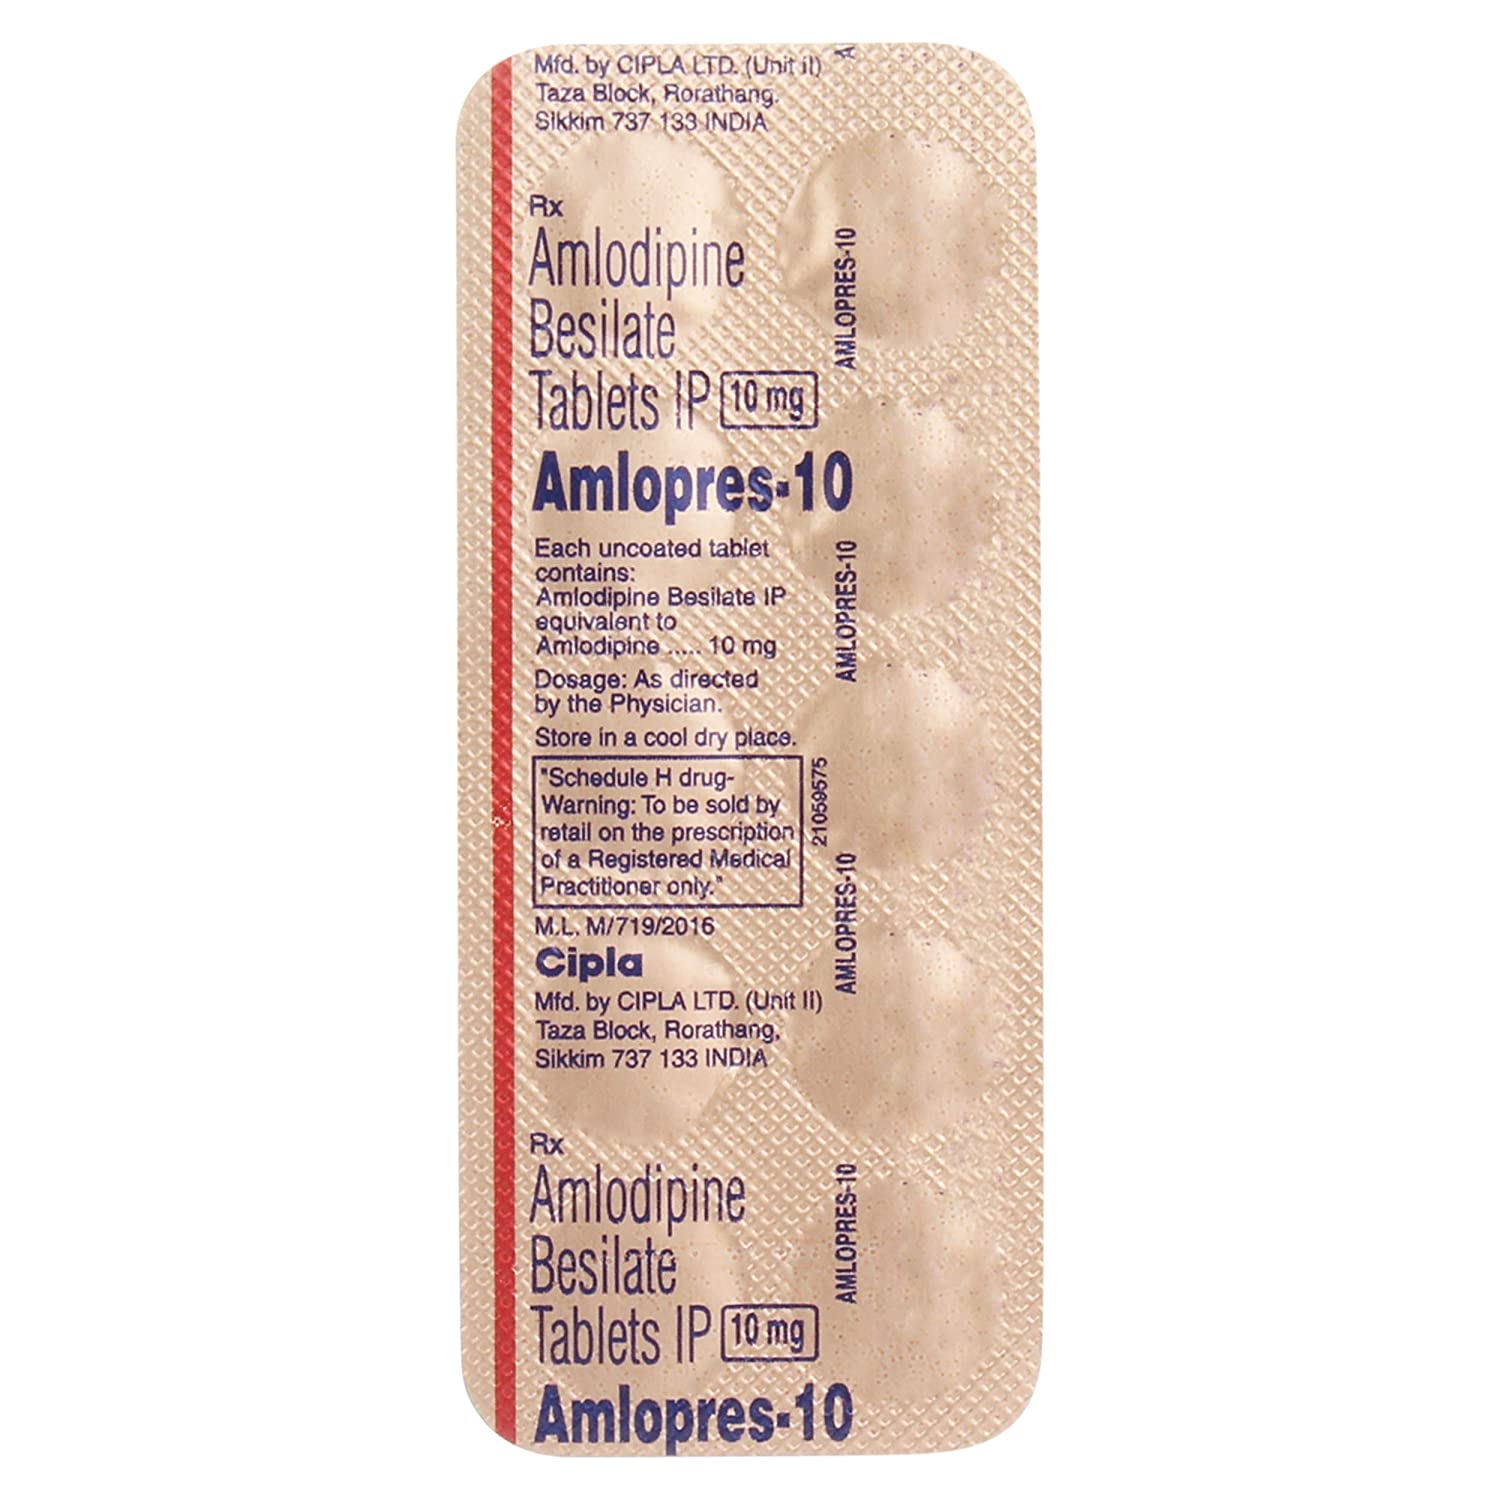 Mfd. by CIPLA LTD. (Unit II)
Taza Block, Rorathang.
Sikkim 737 133 INDIA
Rx
Amlodipine
Besilate
Tablets IP 10 mg
Amlopres-10
Each uncoated tablet
contains:
Amlodipine Besilate IP
equivalent to
Amlodipine ..... 10 mg
Dosage: As directed
by the Physician.
Store in a cool dry place.
"Schedule H drug-
Warning: To be sold by
retail on the prescription
of a Registered Medical
Practitioner only."
M.L. M/719/2016
Cipla
Mfd. by CIPLA LTD. (Unit II)
Taza Block, Rorathang,
Sikkim 737 133 INDIA
Rx
Amlodipine
Besilate
Tablets IP 10 mg
Amlopres-10
A
AMLOPRES-10
AMLOPRES-10
21059575
AMLOPRES-10
AMLOPRES-10